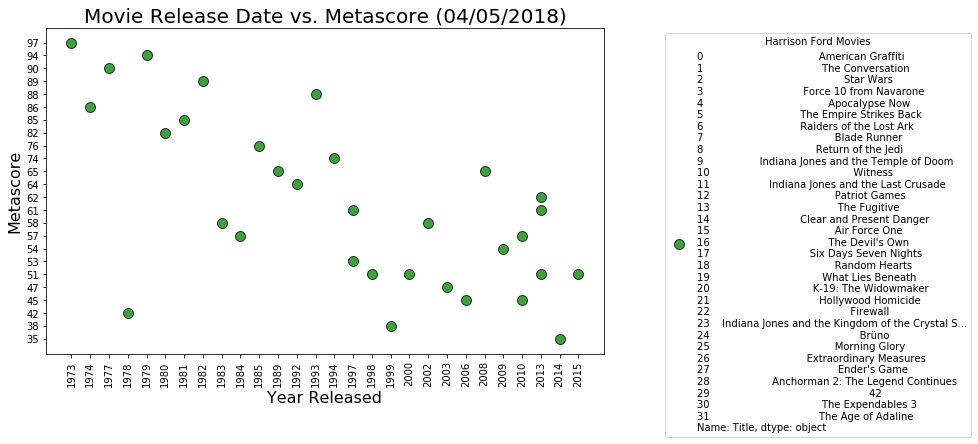 Movie Release Date vs. Metascore (04/05/2018)
Metascore
97
94
90
89
88
86
85
82
76
74
65
64
62
61
58
57
54
53
51
47
45
42
38
35
1973
1974
1977
1978
1979
1980
1981
1982
1983
1984
1985
1989
1992
1993
1994
1997
1998
1999
2000
2002
2003
2006
2008
2009
2010
2013
2014
2015
Year Released
Harrison Ford Movies
0 American Graffiti
1 The Conversation
2 Star Wars
3 Force 10 from Navarone
4 Apocalypse Now
5 The Empire Strikes Back
6 Raiders of the Lost Ark
7 Blade Runner
8 Return of the Jedi
9 Indiana Jones and the Temple of Doom
10 Witness
11 Indiana Jones and the Last Crusade
12 Patriot Games
13 The Fugitive
14 Clear and Present Danger
15 Air Force One
16 The Devil's Own
17 Six Days Seven Nights
18 Random Hearts
19 What Lies Beneath
20 K-19: The Widowmaker
21 Hollywood Homicide
22 Firewall
23 Indiana Jones and the Kingdom of the Crystal S...
24 Brüno
25 Morning Glory
26 Extraordinary Measures
27 Ender's Game
28 Anchorman 2: The Legend Continues
29 42
30 The Expendables 3
31 The Age of Adaline
Name: Title, dtype: object